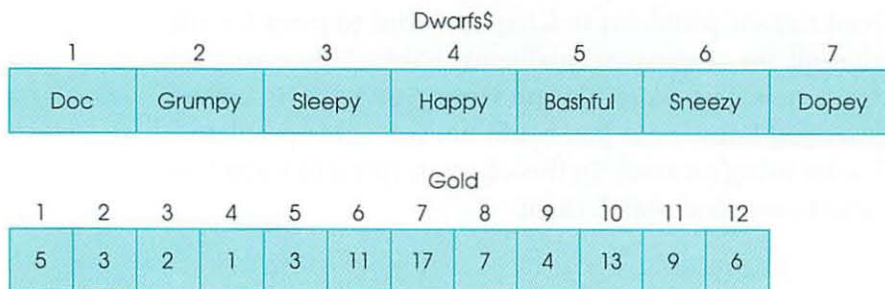 Dwarfs$
1 2 3 4 5 6 7
Doc Grumpy Sleepy Happy Bashful Sneezy Dopey
Gold
1 2 3 4 5 6 7 8 9 10 11 12
5 3 2 1 3 11 17 7 4 13 9 6